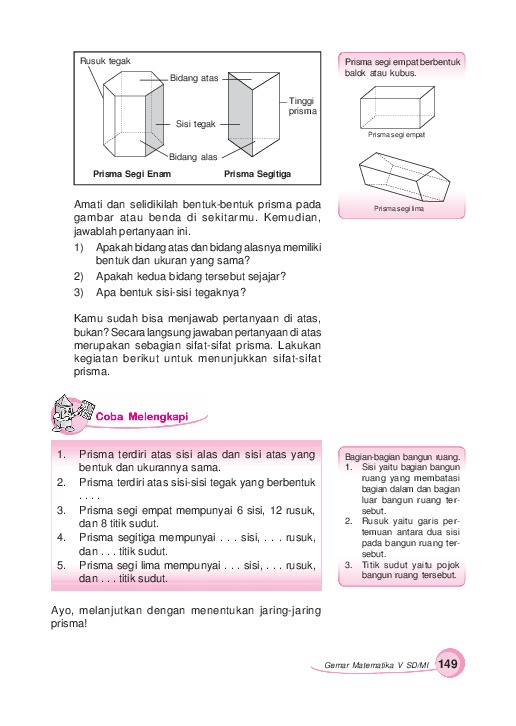 Rusuk tegak
Bidang atas
Tinggi
prisma
Sisi tegak
Bidang alas
Prisma Segi Enam
Prisma Segitiga
Prisma segi empat berbentuk
balok atau kubus.
Prisma segi empat
Prisma segi lima
Amati dan selidikilah bentuk-bentuk prisma pada
gambar atau benda di sekitarmu. Kemudian,
jawablah pertanyaan ini.
1) Apakah bidang atas dan bidang alasnya memiliki
bentuk dan ukuran yang sama?
2) Apakah kedua bidang tersebut sejajar?
3) Apa bentuk sisi-sisi tegaknya?
Kamu sudah bisa menjawab pertanyaan di atas,
bukan? Secara langsung jawaban pertanyaan di atas
merupakan sebagian sifat-sifat prisma. Lakukan
kegiatan berikut untuk menunjukkan sifat-sifat
prisma.
Coba Melengkapi
1. Prisma terdiri atas sisi alas dan sisi atas yang
bentuk dan ukurannya sama.
2. Prisma terdiri atas sisi-sisi tegak yang berbentuk
. . . .
3. Prisma segi empat mempunyai 6 sisi, 12 rusuk,
dan 8 titik sudut.
4. Prisma segitiga mempunyai . . . sisi, . . . rusuk,
dan . . . titik sudut.
5. Prisma segi lima mempunyai . . . sisi, . . . rusuk,
dan . . . titik sudut.
Bagian-bagian bangun ruang.
1. Sisi yaitu bagian bangun
ruang yang membatasi
bagian dalam dan bagian
luar bangun ruang ter-
sebut.
2. Rusuk yaitu garis per-
temuan antara dua sisi
pada bangun ruang ter-
sebut.
3. Titik sudut yaitu pojok
bangun ruang tersebut.
Ayo, melanjutkan dengan menentukan jaring-jaring
prisma!
Gemar Matematika V SD/MI 149